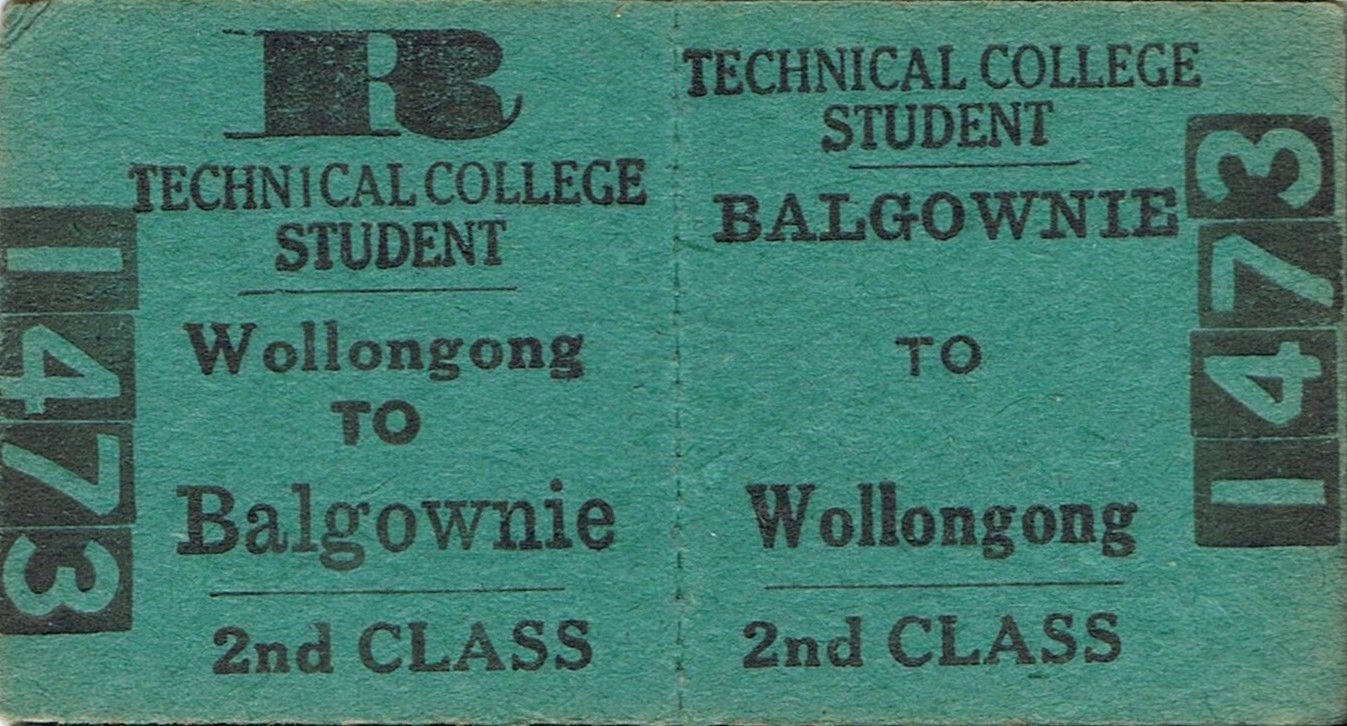 R
TECHNICAL COLLEGE
STUDENT
Wollongong
TO
Balgownie
2nd CLASS
1473
TECHNICAL COLLEGE
STUDENT
BALGOWNIE
TO
Wollongong
2nd CLASS
1473